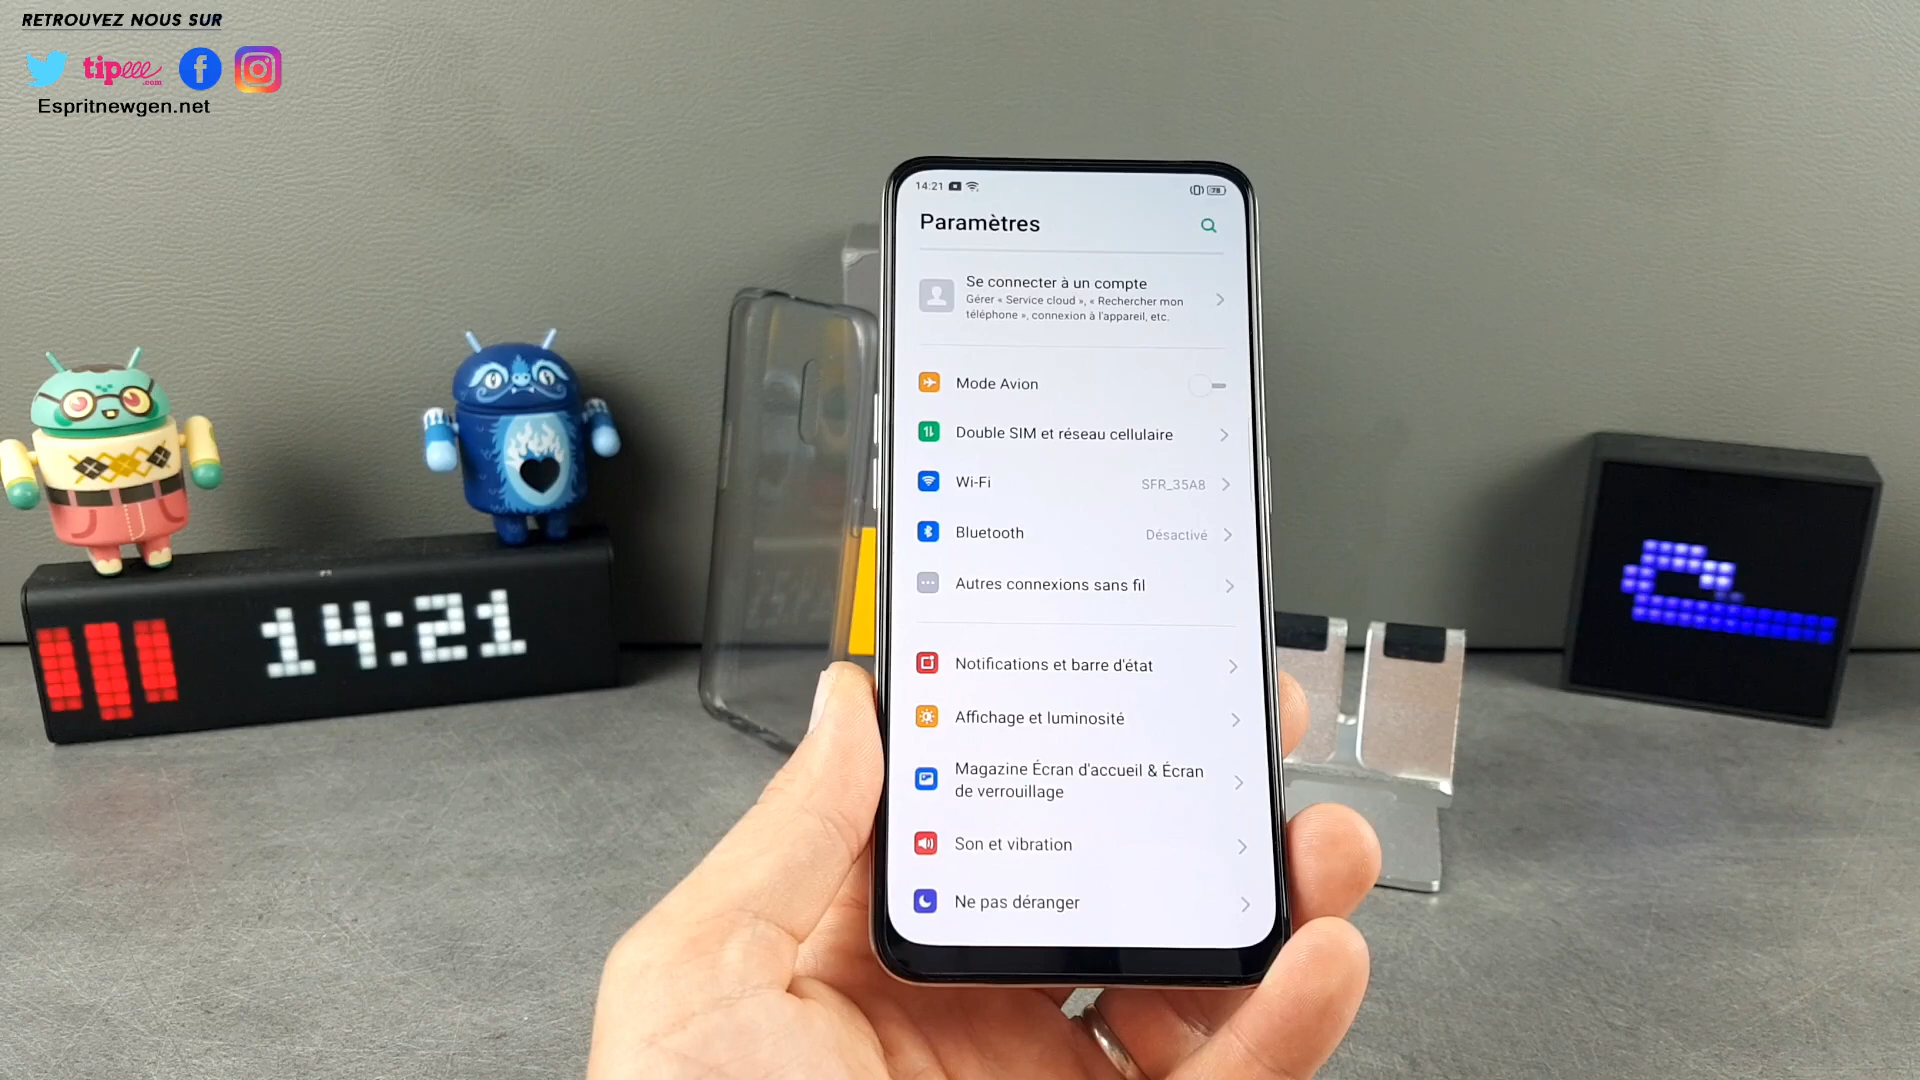 RETROUVEZ NOUS SUR
tipeee
.com
Espritnewgen.net
14:21
78
Paramètres
Se connecter à un compte
Gérer « Service cloud », « Rechercher mon
téléphone », connexion à l'appareil, etc.
Mode Avion
Double SIM et réseau cellulaire
Wi-Fi
SFR_35A8
Bluetooth
Désactivé
Autres connexions sans fil
Notifications et barre d'état
Affichage et luminosité
Magazine Écran d'accueil & Écran
de verrouillage
Son et vibration
Ne pas déranger
14:21